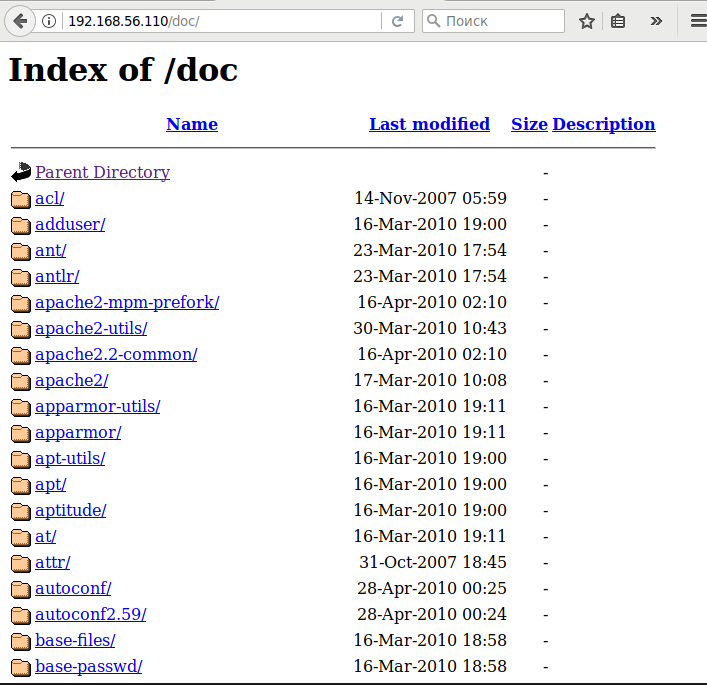 192.168.56.110/doc/ Поиск
Index of /doc
Name Last modified Size Description
Parent Directory -
acl/ 14-Nov-2007 05:59 -
adduser/ 16-Mar-2010 19:00 -
ant/ 23-Mar-2010 17:54 -
antlr/ 23-Mar-2010 17:54 -
apache2-mpm-prefork/ 16-Apr-2010 02:10 -
apache2-utils/ 30-Mar-2010 10:43 -
apache2.2-common/ 16-Apr-2010 02:10 -
apache2/ 17-Mar-2010 10:08 -
apparmor-utils/ 16-Mar-2010 19:11 -
apparmor/ 16-Mar-2010 19:11 -
apt-utils/ 16-Mar-2010 19:00 -
apt/ 16-Mar-2010 19:00 -
aptitude/ 16-Mar-2010 19:00 -
at/ 16-Mar-2010 19:11 -
attr/ 31-Oct-2007 18:45 -
autoconf/ 28-Apr-2010 00:25 -
autoconf2.59/ 28-Apr-2010 00:24 -
base-files/ 16-Mar-2010 18:58 -
base-passwd/ 16-Mar-2010 18:58 -